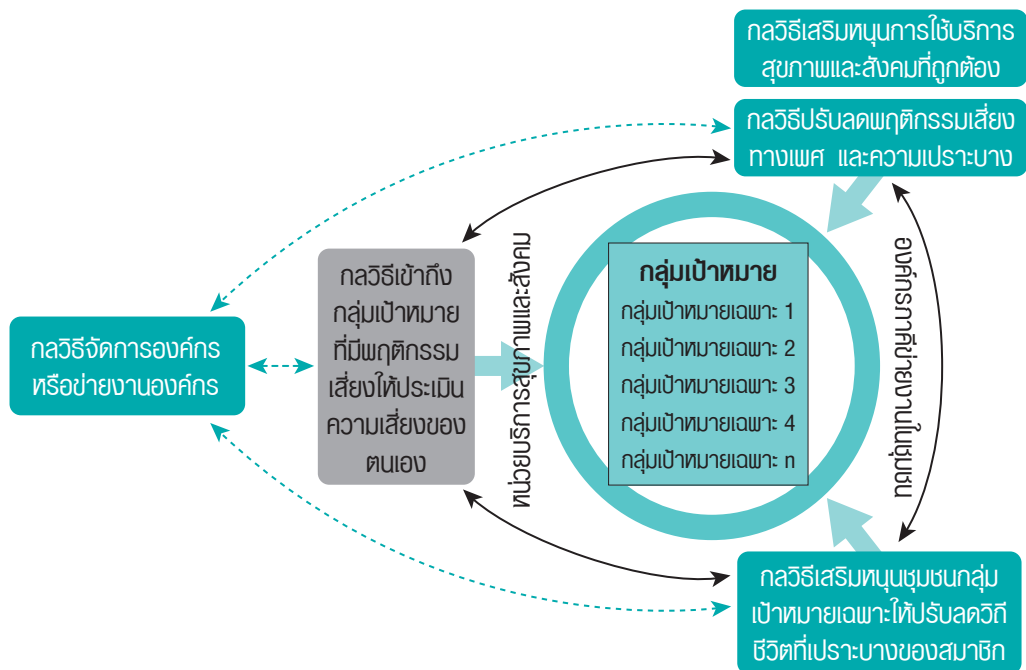 กลวิธีเสริมหนุนการใช้บริการ
สุขภาพและสังคมที่ถูกต้อง
กลวิธีปรับลดพฤติกรรมเสี่ยง
ทางเพศ และความเปราะบาง
กลวิธีจัดการองค์กร
หรือข่ายงานองค์กร
กลวิธีเข้าถึง
กลุ่มเป้าหมาย
ที่มีพฤติกรรม
เสี่ยงให้ประเมิน
ความเสี่ยงของ
ตนเอง
หน่วยบริการสุขภาพและสังคม
กลุ่มเป้าหมาย
กลุ่มเป้าหมายเฉพาะ 1
กลุ่มเป้าหมายเฉพาะ 2
กลุ่มเป้าหมายเฉพาะ 3
กลุ่มเป้าหมายเฉพาะ 4
กลุ่มเป้าหมายเฉพาะ n
องค์กรภาคีข่ายงานในชุมชน
กลวิธีเสริมหนุนชุมชนกลุ่ม
เป้าหมายเฉพาะให้ปรับลดวิถี
ชีวิตที่เปราะบางของสมาชิก